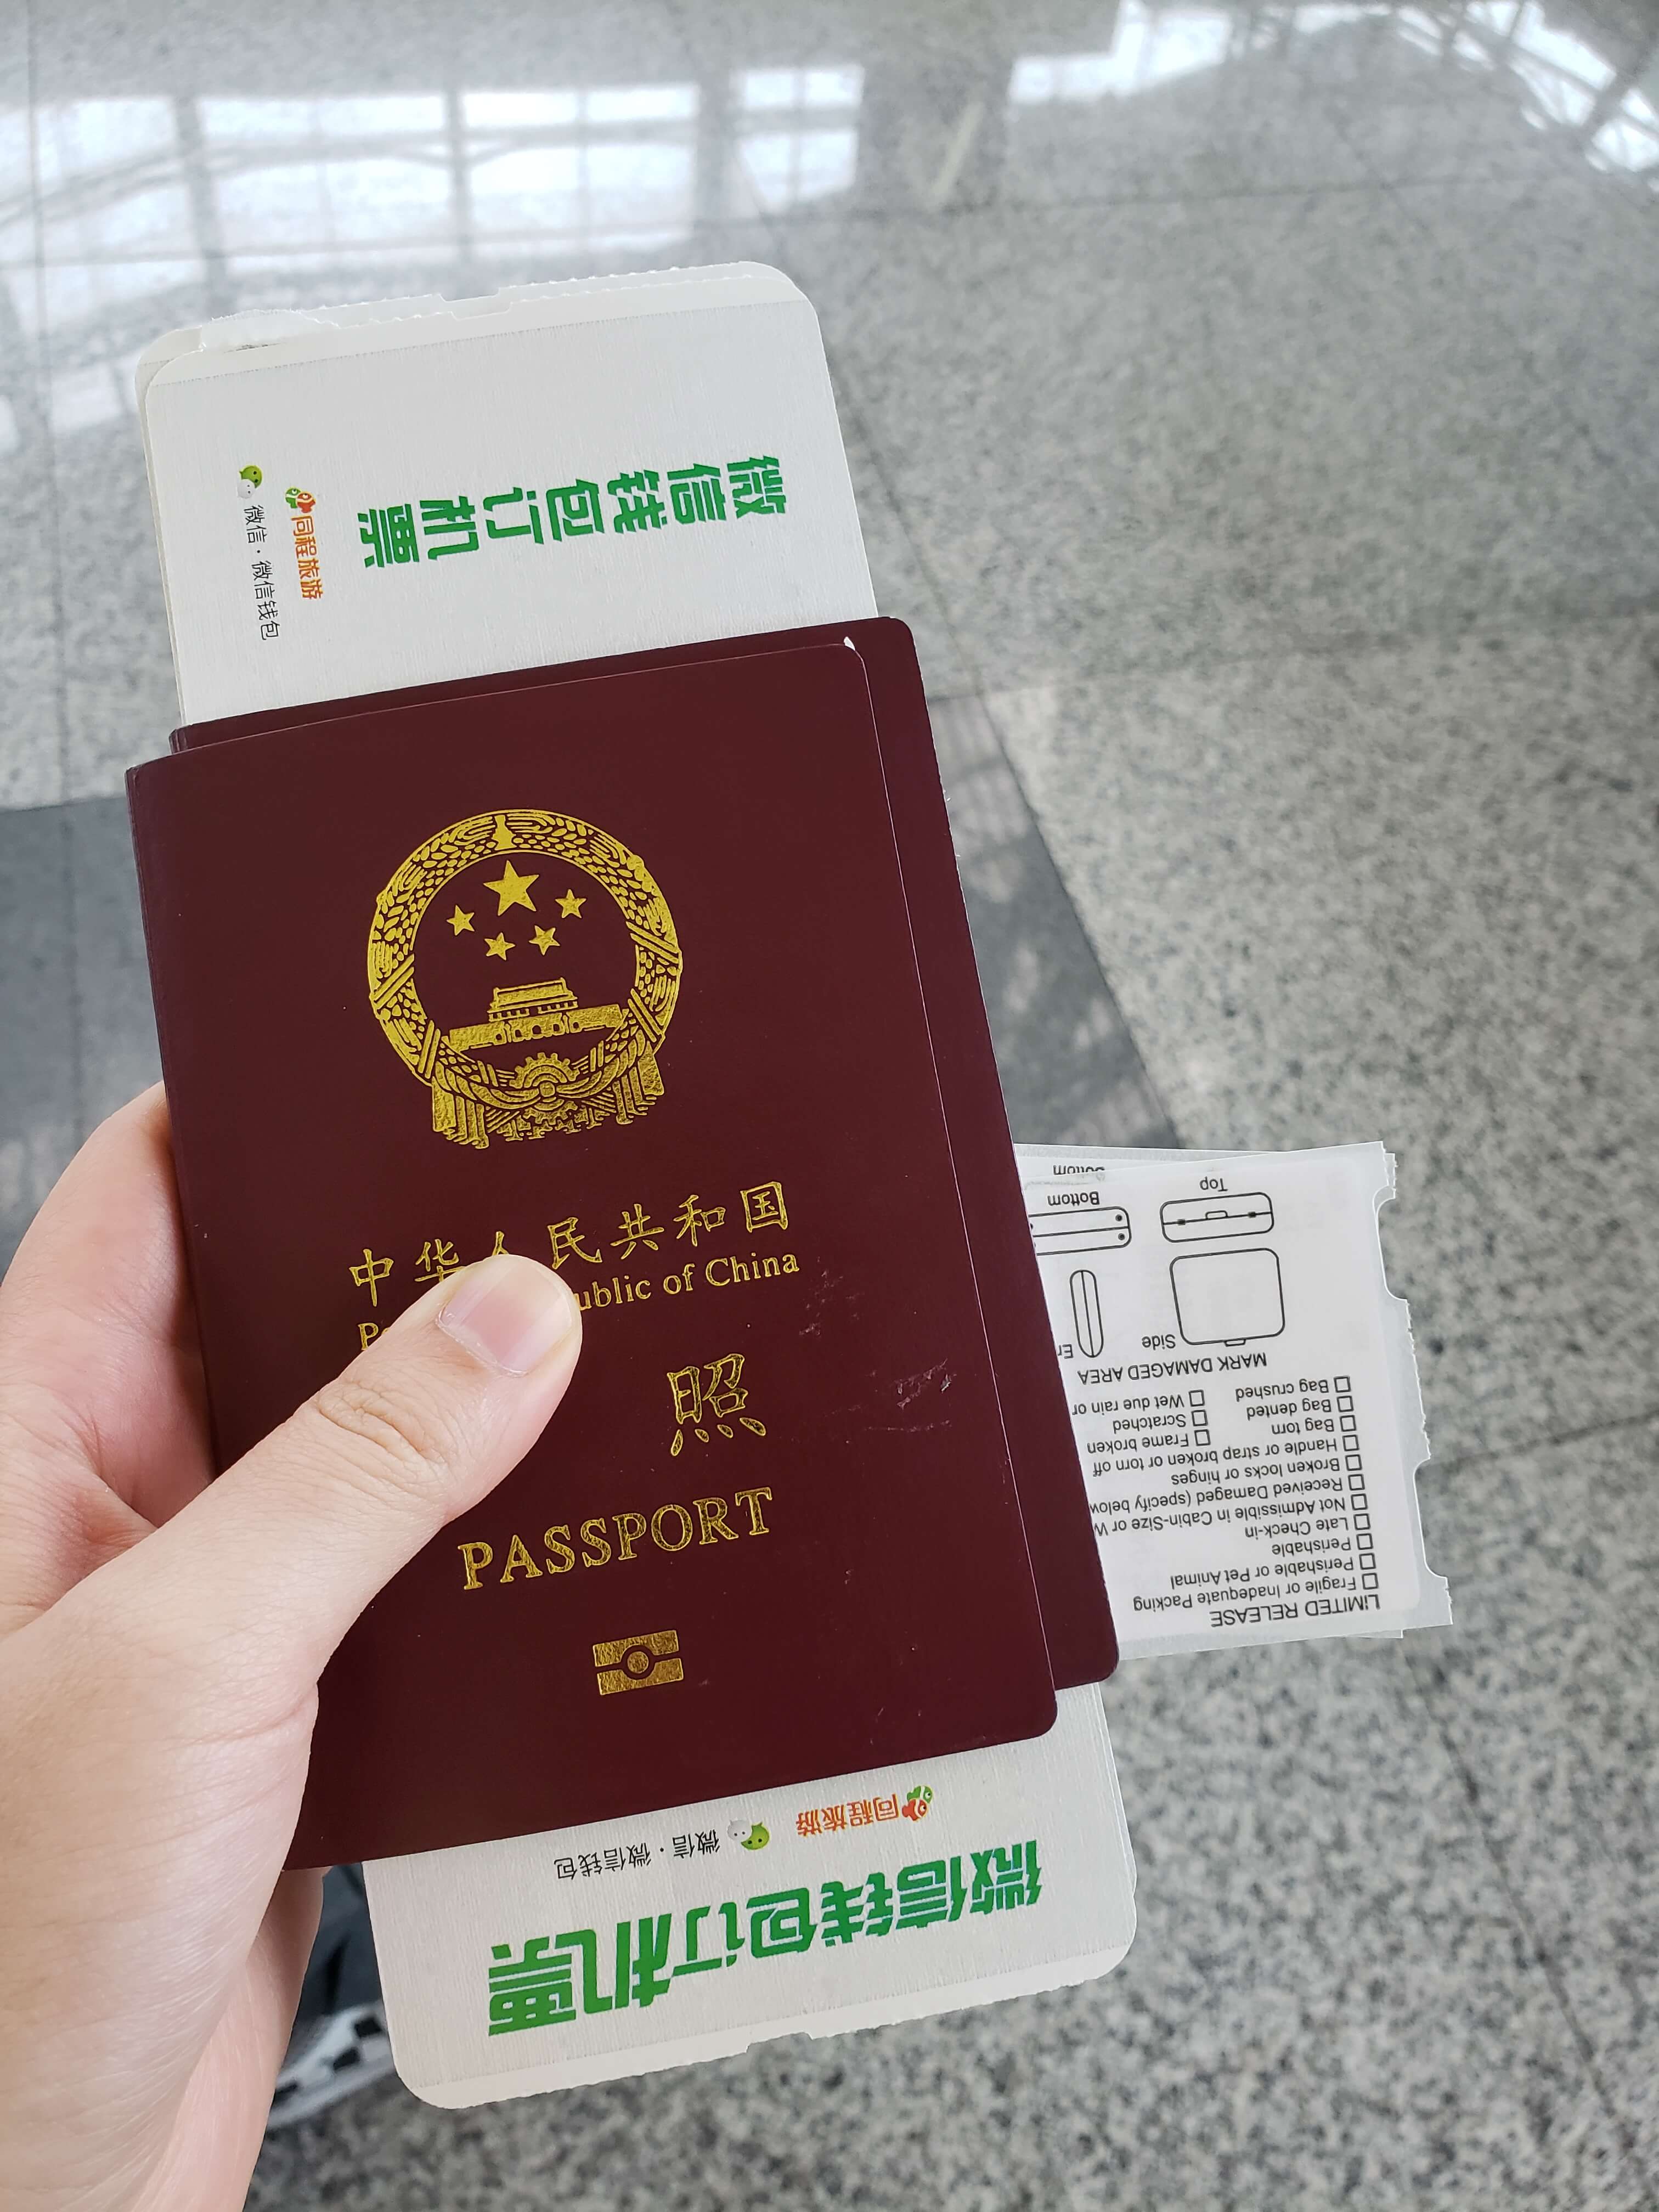 微信钱包订机票
同程旅游
微信·微信钱包
中华人民共和国
ublic of China
照
PASSPORT
Bottom
Bottom
Top
Side
MARK DAMAGED AREA
Bag crushed
Wet due rain or
Bag dented
Scratched
Bag torn
Frame broken
Handle or strap broken or torn off
Broken locks or hinges
Received Damaged (specify below
Not Admissible in Cabin-Size or W
Late Check-in
Perishable
Perishable or Pet Animal
Fragile or Inadequate Packing
LIMITED RELEASE
同程旅游
微信·微信钱包
微信钱包订机票